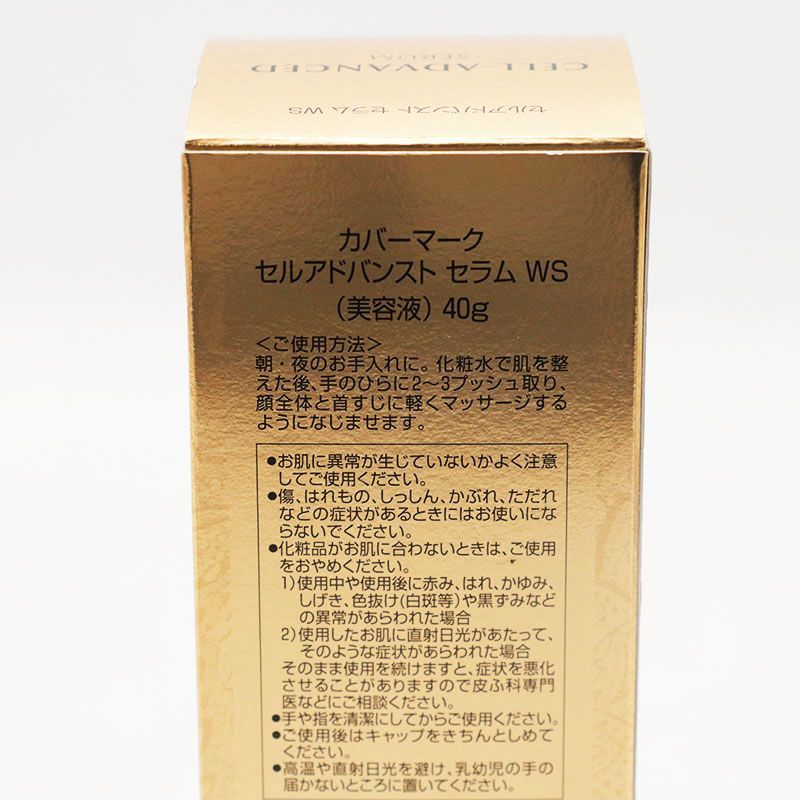 CELL ADVANCED
SERUM
セルアドバンスト セラム WS
カバーマーク
セルアドバンスト セラム WS
（美容液）40g
＜ご使用方法＞
朝・夜のお手入れに。化粧水で肌を整
えた後、手のひらに2〜3プッシュ取り、
顔全体と首すじに軽くマッサージする
ようになじませます。
●お肌に異常が生じていないかよく注意
してご使用ください。
●傷、はれもの、しっしん、かぶれ、ただれ
などの症状があるときにはお使いにな
らないでください。
●化粧品がお肌に合わないときは、ご使用
をおやめください。
1）使用中や使用後に赤み、はれ、かゆみ、
しげき、色抜け(白斑等)や黒ずみなど
の異常があらわれた場合
2）使用したお肌に直射日光があたって、
そのような症状があらわれた場合
そのまま使用を続けますと、症状を悪化
させることがありますので皮ふ科専門
医などにご相談ください。
●手や指を清潔にしてからご使用ください。
●ご使用後はキャップをきちんとしめて
ください。
●高温や直射日光を避け、乳幼児の手の
届かないところに置いてください。